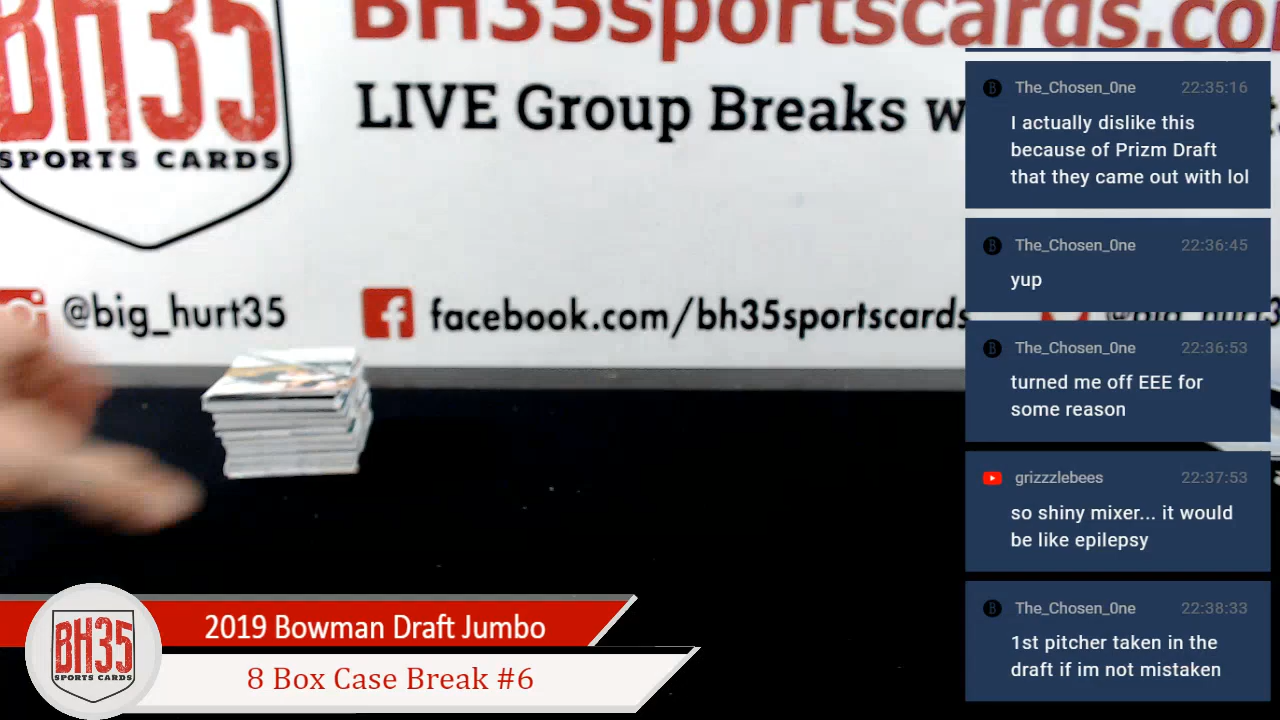 BH35
SPORTS CARDS
BH35sportscards.co
LIVE Group Breaks w
@big_hurt35
facebook.com/bh35sportscards
The_Chosen_0ne 22:35:16
I actually dislike this
because of Prizm Draft
that they came out with lol
The_Chosen_0ne 22:36:45
yup
The_Chosen_0ne 22:36:53
turned me off EEE for
some reason
grizzzlebees 22:37:53
so shiny mixer... it would
be like epilepsy
The_Chosen_0ne 22:38:33
1st pitcher taken in the
draft if im not mistaken
BH35
SPORTS CARDS
2019 Bowman Draft Jumbo
8 Box Case Break #6